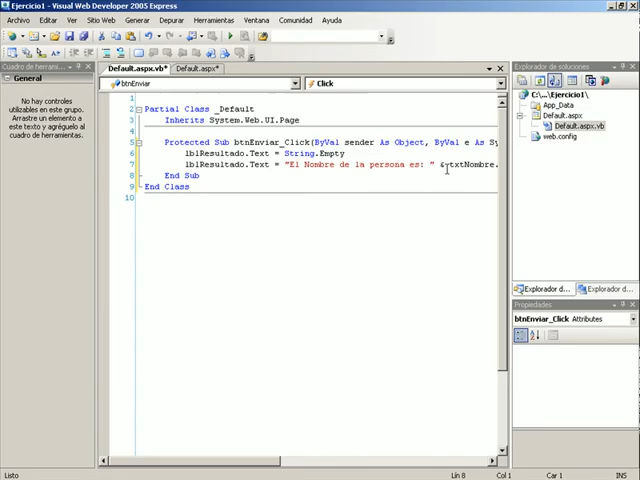 Ejercicio1 - Visual Web Developer 2005 Express
Archivo Editar Ver Sitio Web Generar Depurar Herramientas Ventana Comunidad Ayuda
Cuadro de herramientas
General
No hay controles
utilizables en este grupo.
Arrastre un elemento
a este texto y agréguelo al
cuadro de herramientas.
Default.aspx.vb* Default.aspx*
btnEnviar Click
1
2 Partial Class _Default
3 Inherits System.Web.UI.Page
4
5 Protected Sub btnEnviar_Click(ByVal sender As Object, ByVal e As Sy
6 lblResultado.Text = String.Empty
7 lblResultado.Text = "El Nombre de la persona es: " & txtNombre.
8 End Sub
9 End Class
10
Explorador de soluciones
C:\...\Ejercicio1\
App_Data
Default.aspx
Default.aspx.vb
web.config
Explorador d... Explorador de...
Propiedades
btnEnviar_Click Attributes
Listo Lín 8 Col 1 Car 1 INS